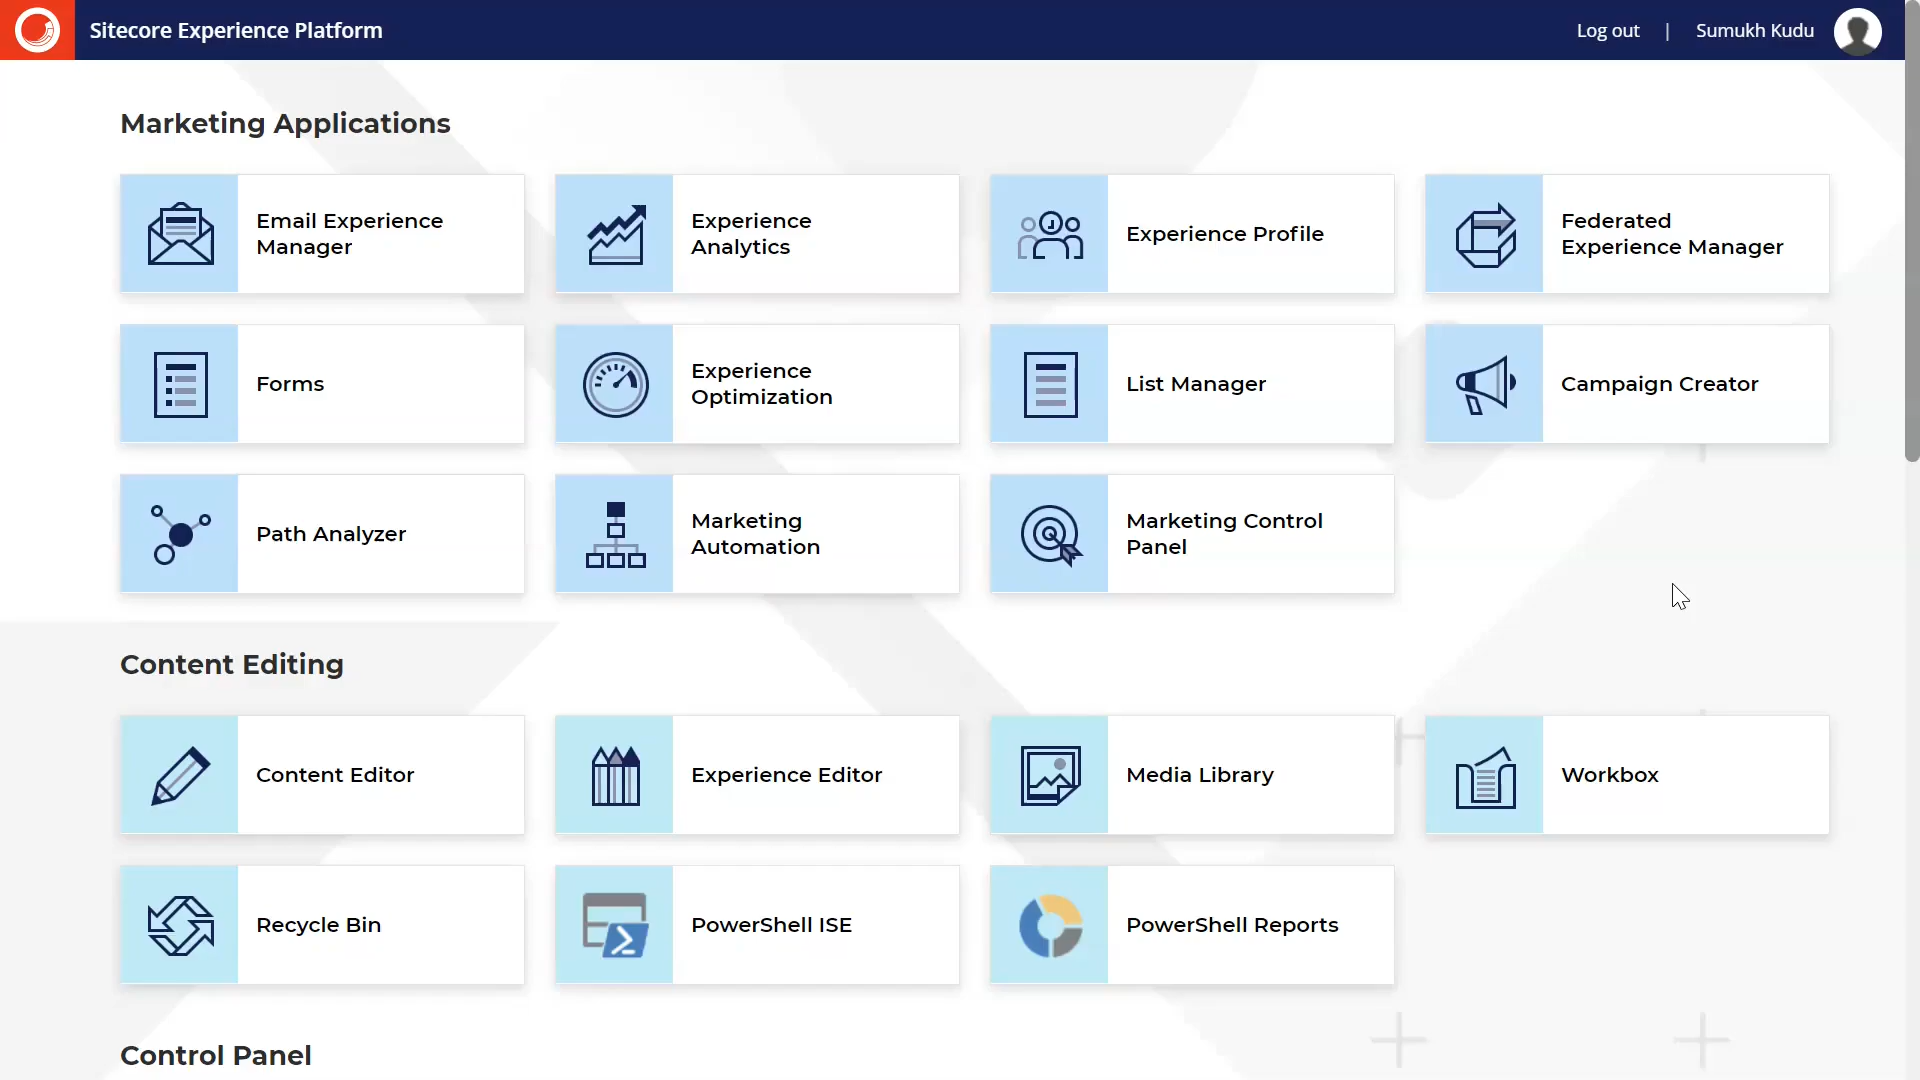 Sitecore Experience Platform
Log out | Sumukh Kudu
Marketing Applications
Email Experience
Manager
Experience
Analytics
Experience Profile
Federated
Experience Manager
Forms
Experience
Optimization
List Manager
Campaign Creator
Path Analyzer
Marketing
Automation
Marketing Control
Panel
Content Editing
Content Editor
Experience Editor
Media Library
Workbox
Recycle Bin
PowerShell ISE
PowerShell Reports
Control Panel